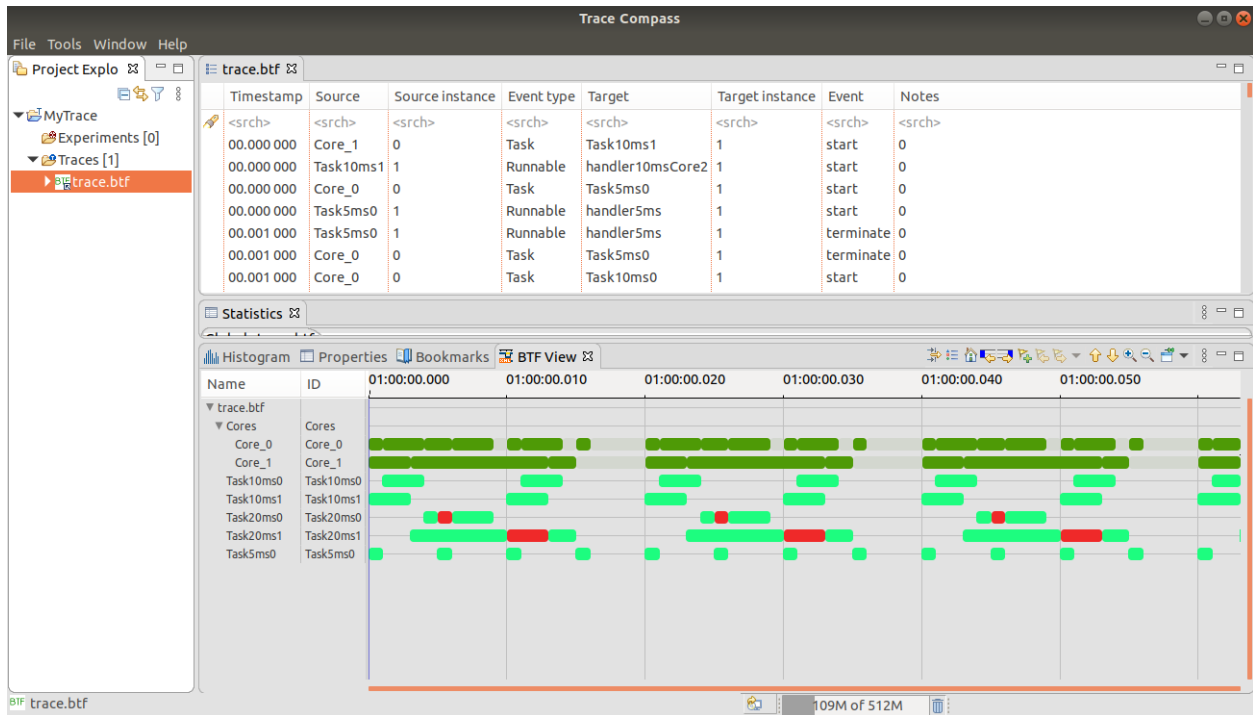 Trace Compass
File Tools Window Help
Project Explo
trace.btf
MyTrace
Experiments [0]
Traces [1]
trace.btf
Timestamp Source Source instance Event type Target Target instance Event Notes
<srch> <srch> <srch> <srch> <srch> <srch> <srch> <srch>
00.000 000 Core_1 0 Task Task10ms1 1 start 0
00.000 000 Task10ms1 1 Runnable handler10msCore2 1 start 0
00.000 000 Core_0 0 Task Task5ms0 1 start 0
00.000 000 Task5ms0 1 Runnable handler5ms 1 start 0
00.001 000 Task5ms0 1 Runnable handler5ms 1 terminate 0
00.001 000 Core_0 0 Task Task5ms0 1 terminate 0
00.001 000 Core_0 0 Task Task10ms0 1 start 0
Statistics
Histogram Properties Bookmarks BTF View
Name ID 01:00:00.000 01:00:00.010 01:00:00.020 01:00:00.030 01:00:00.040 01:00:00.050
trace.btf
Cores Cores
Core_0 Core_0
Core_1 Core_1
Task10ms0 Task10ms0
Task10ms1 Task10ms1
Task20ms0 Task20ms0
Task20ms1 Task20ms1
Task5ms0 Task5ms0
BTF trace.btf
109M of 512M